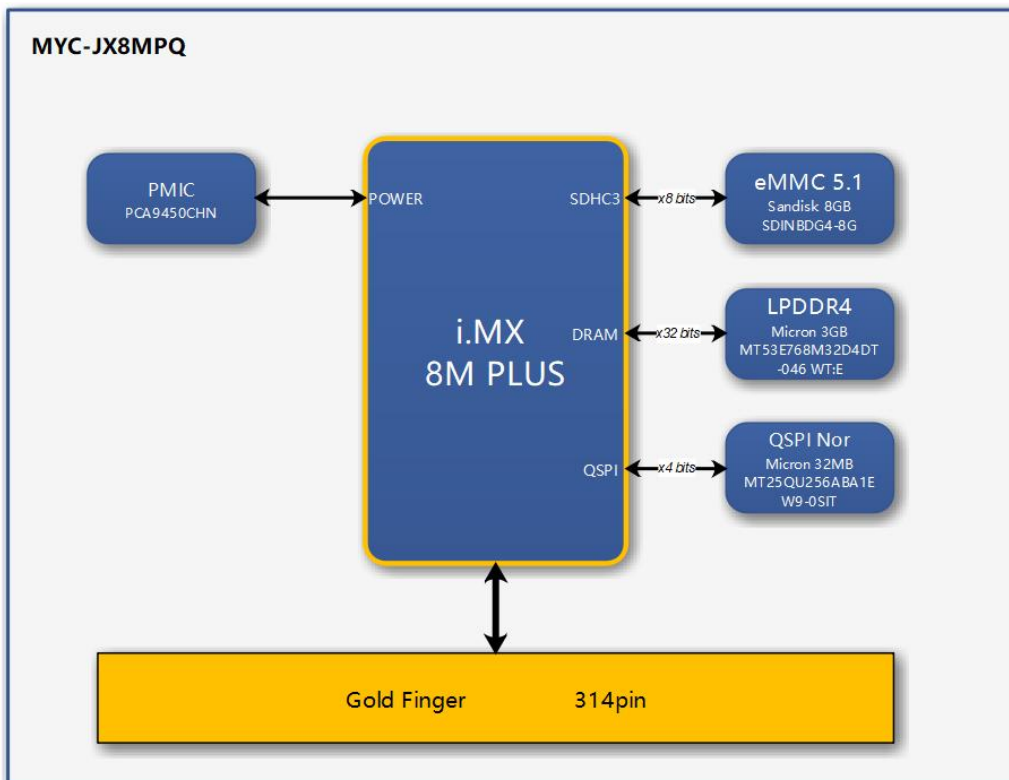 MYC-JX8MPQ
PMIC
PCA9450CHN
POWER
i.MX
8M PLUS
SDHC3
x8 bits
eMMC 5.1
Sandisk 8GB
SDINBDG4-8G
DRAM
x32 bits
LPDDR4
Micron 3GB
MT53E768M32D4DT
-046 WT:E
QSPI
x4 bits
QSPI Nor
Micron 32MB
MT25QU256ABA1E
W9-0SIT
Gold Finger 314pin